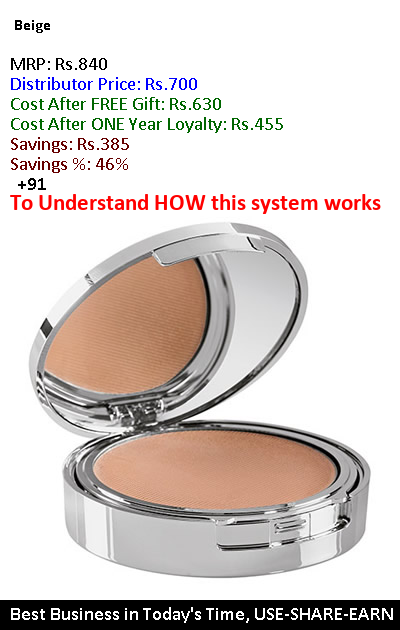 Beige
MRP: Rs.840
Distributor Price: Rs.700
Cost After FREE Gift: Rs.630
Cost After ONE Year Loyalty: Rs.455
Savings: Rs.385
Savings %: 46%
+91
To Understand HOW this system works
Best Business in Today's Time, USE-SHARE-EARN